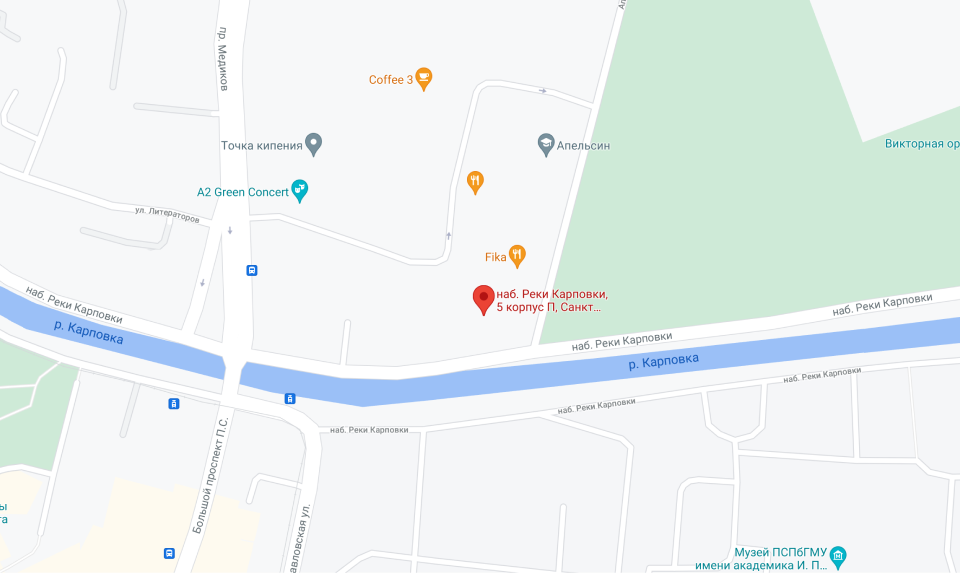 пр. Медиков
Coffee 3
Точка кипения
Апельсин
Викторная ор
A2 Green Concert
ул. Литераторов
Fika
наб. Реки Карповки
наб. Реки Карповки,
5 корпус П, Санкт...
наб. Реки Карповки
р. Карповка
наб. Реки Карповки
р. Карповка
наб. Реки Карповки
наб. Реки Карповки
наб. Реки Карповки
Большой проспект П.С.
авловская ул.
Музей ПСПбГМУ
имени академика И. П...